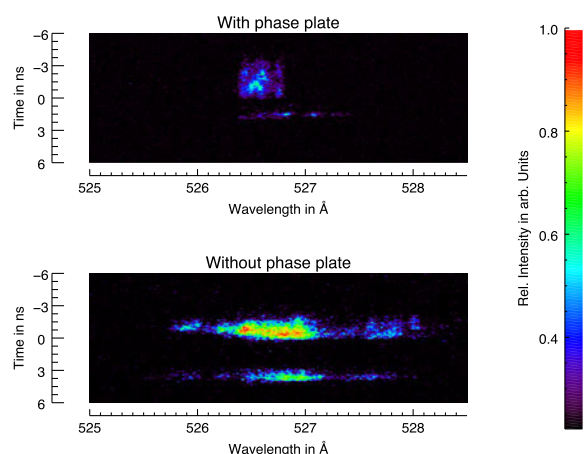 With phase plate
−6
−3
0
3
6
Time in ns
525 526 527 528
Wavelength in Å
Without phase plate
−6
−3
0
3
6
Time in ns
525 526 527 528
Wavelength in Å
1.0
0.8
0.6
0.4
Rel. Intensity in arb. Units